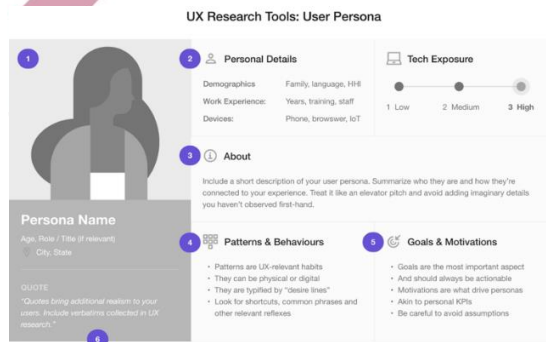 UX Research Tools: User Persona
1
Persona Name
Age, Role / Title (if relevant)
City, State
QUOTE
"Quotes bring additional realism to your
users. Include verbatims collected in UX
research."
6
2 Personal Details
Demographics Family, language, HHI
Work Experience: Years, training, staff
Devices: Phone, browswer, IoT
Tech Exposure
1 Low 2 Medium 3 High
3 About
Include a short description of your user persona. Summarize who they are and how they're
connected to your experience. Treat it like an elevator pitch and avoid adding imaginary details
you haven't observed first-hand.
4 Patterns & Behaviours
• Patterns are UX-relevant habits
• They can be physical or digital
• They are typified by "desire lines"
• Look for shortcuts, common phrases and
other relevant reflexes
5 Goals & Motivations
• Goals are the most important aspect
• And should always be actionable
• Motivations are what drive personas
• Akin to personal KPIs
• Be careful to avoid assumptions